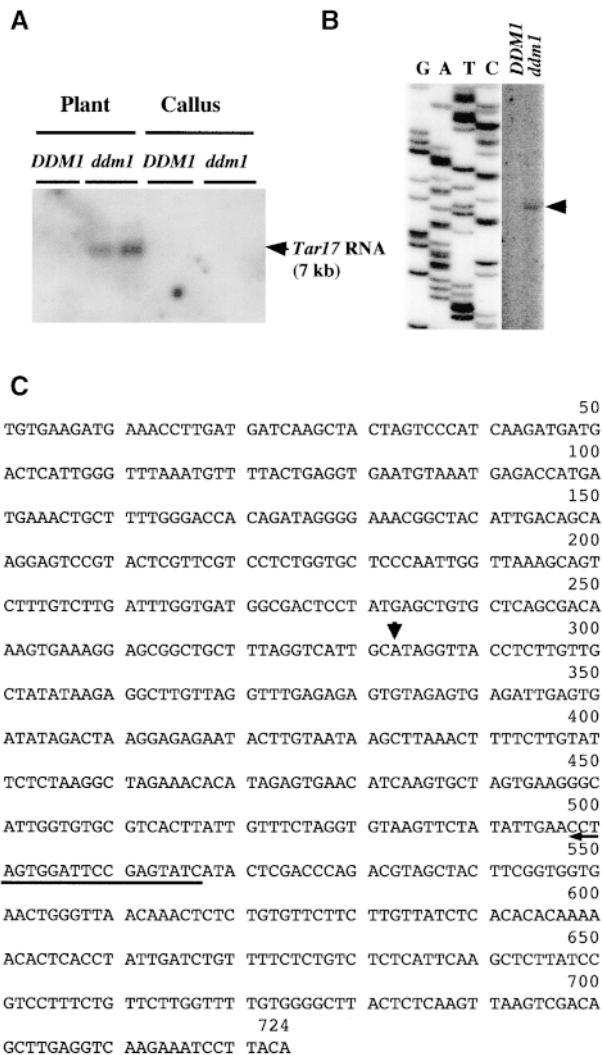 A
Plant Callus
DDM1 ddm1 DDM1 ddm1
Tar17 RNA
(7 kb)
B
DDM1
ddm1
G A T C
C
50
TGTGAAGATG AAACCTTGAT GATCAAGCTA CTAGTCCCAT CAAGATGATG
100
ACTCATTGGG TTTAAATGTT TTACTGAGGT GAATGTAAAT GAGACCATGA
150
TGAAACTGCT TTTGGGACCA CAGATAGGGG AAACGGCTAC ATTGACAGCA
200
AGGAGTCCGT ACTCGTTCGT CCTCTGGTGC TCCCAATTGG TTAAAGCAGT
250
CTTTGTCTTG ATTTGGTGAT GGCGACTCCT ATGAGCTGTG CTCAGCGACA
300
AAGTGAAAGG AGCGGCTGCT TTAGGTCATT GCATAGGTTA CCTCTTGTTG
350
CTATATAAGA GGCTTGTTAG GTTTGAGAGA GTGTAGAGTG AGATTGAGTG
400
ATATAGACTAA GGAGAGAAT ACTTGTAATA AGCTTAAACT TTTCTTGTAT
450
TCTCTAAGGC TAGAAACACA TAGAGTGAAC ATCAAGTGCT AGTGAAGGGC
500
ATTGGTGTGC GTCACTTATT GTTTCTAGGT GTAAGTTCTA TATTGAACCT
550
AGTGGATTCCG AGTATCATA CTCGACCCAG ACGTAGCTAC TTCGGTGGTG
600
AACTGGGTTA ACAAACTCTC TGTGTTCTTC TTGTTATCTC ACACACAAAA
650
ACACTCACCT ATTGATCTGT TTTCTCTGTC TCTCATTCAA GCTCTTATCC
700
GTCCTTTCTG TTCTTGGTTT TGTGGGGCTT ACTCTCAAGT TAAGTCGACA
724
GCTTGAGGTC AAGAAATCCT TACA